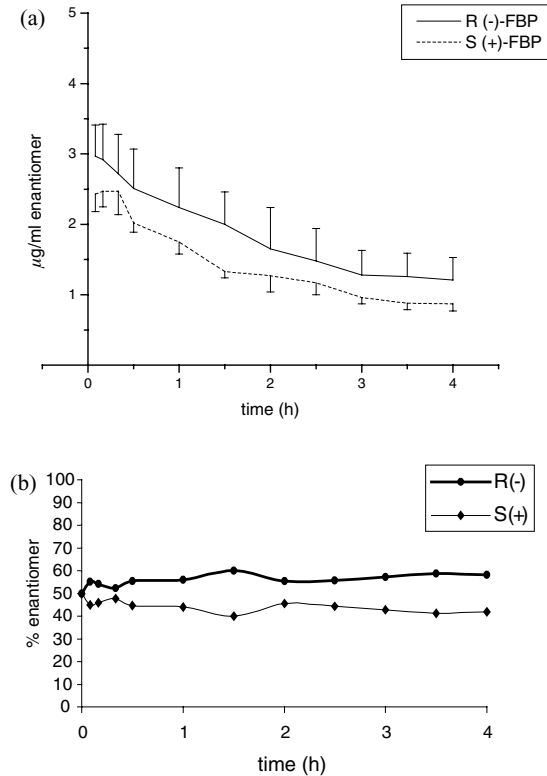 (a)
R (-)-FBP
S (+)-FBP
5
4
3
2
1
0
μg/ml enantiomer
0 1 2 3 4
time (h)
(b)
R(-)
S(+)
100
90
80
70
60
50
40
30
20
10
0
% enantiomer
0 1 2 3 4
time (h)